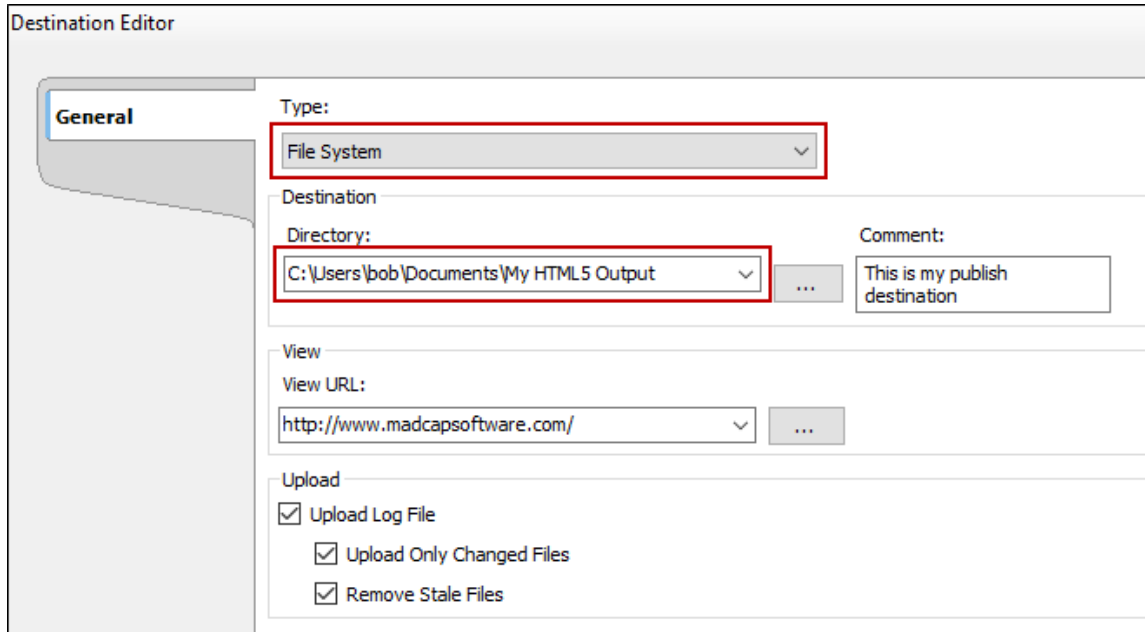 Destination Editor
General
Type:
File System
Destination
Directory:
Comment:
C:\Users\bob\Documents\My HTML5 Output
...
This is my publish
destination
View
View URL:
http://www.madcapsoftware.com/
...
Upload
Upload Log File
Upload Only Changed Files
Remove Stale Files